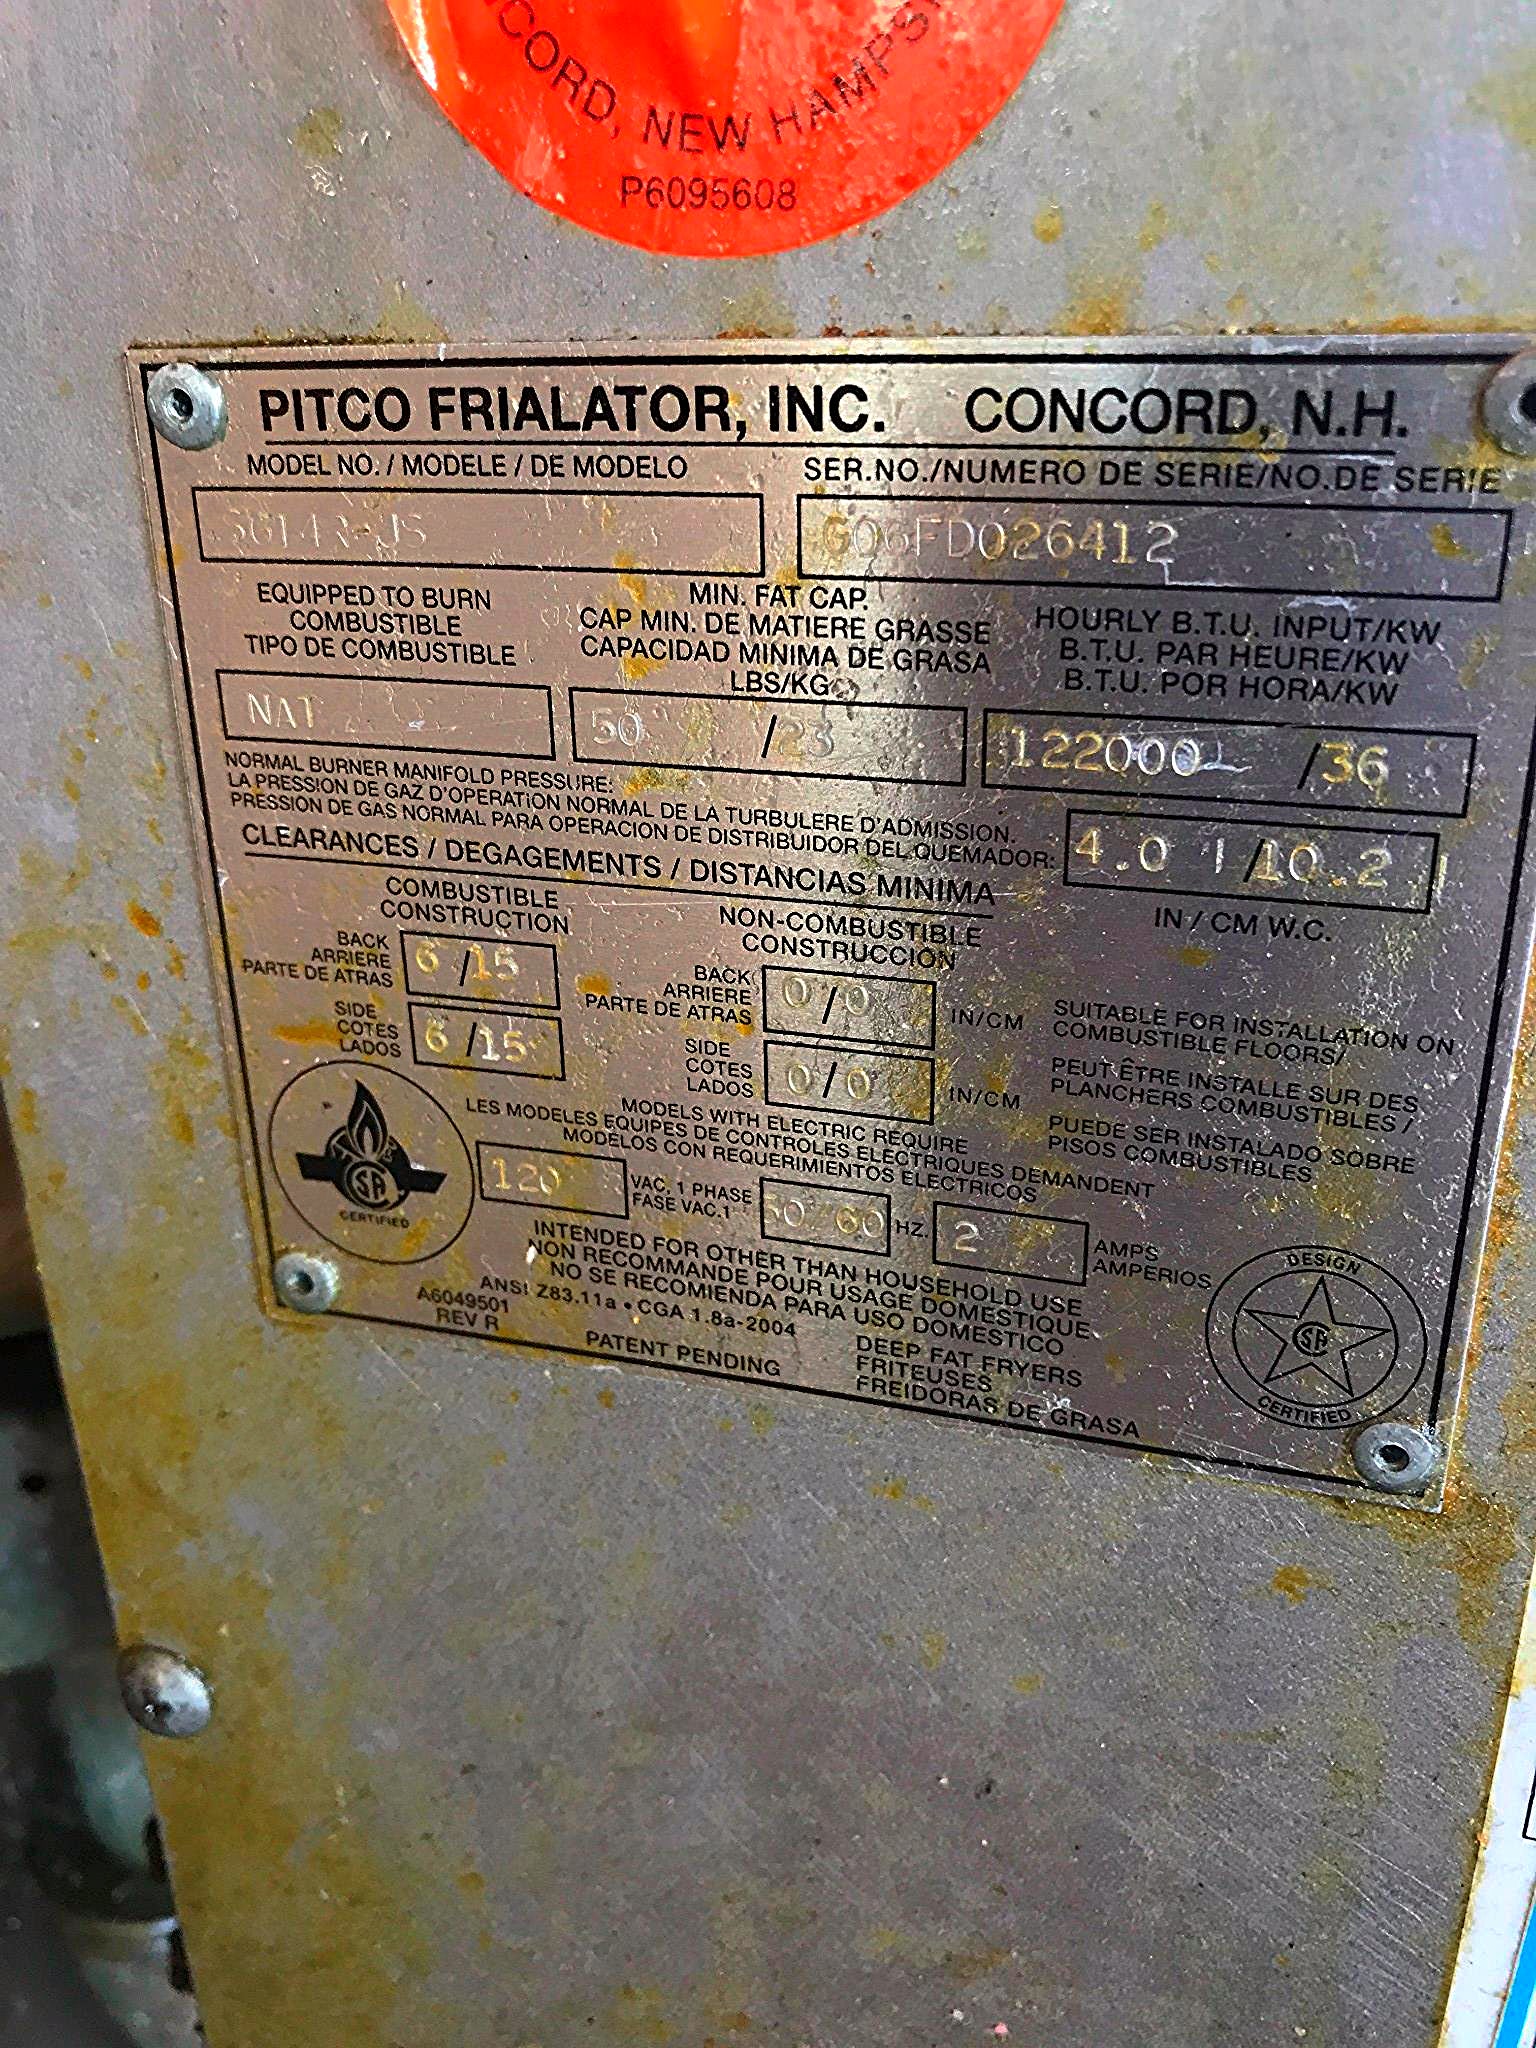 CORD, NEW HAMPS
P6095608
PITCO FRIALATOR, INC. CONCORD, N.H.
MODEL NO. / MODELE / DE MODELO
SER.NO./NUMERO DE SERIE/NO.DE SERIE
SG14R-JS
G06FD026412
EQUIPPED TO BURN
COMBUSTIBLE
TIPO DE COMBUSTIBLE
NAT
MIN. FAT CAP.
CAP MIN. DE MATIERE GRASSE
CAPACIDAD MINIMA DE GRASA
LBS/KG
50 /23
HOURLY B.T.U. INPUT/KW
B.T.U. PAR HEURE/KW
B.T.U. POR HORA/KW
122000 /36
NORMAL BURNER MANIFOLD PRESSURE:
LA PRESSION DE GAZ D'OPERATION NORMAL DE LA TURBULERE D'ADMISSION.
PRESSION DE GAS NORMAL PARA OPERACION DE DISTRIBUIDOR DEL QUEMADOR:
4.0 /10.2
IN / CM W.C.
CLEARANCES / DEGAGEMENTS / DISTANCIAS MINIMA
COMBUSTIBLE
CONSTRUCTION
BACK
ARRIERE
PARTE DE ATRAS
6 /15
SIDE
COTES
LADOS
6 /15
NON-COMBUSTIBLE
CONSTRUCCION
BACK
ARRIERE
PARTE DE ATRAS
0/0
IN/CM
SIDE
COTES
LADOS
0/0
IN/CM
SUITABLE FOR INSTALLATION ON
COMBUSTIBLE FLOORS/
PEUT ÊTRE INSTALLE SUR DES
PLANCHERS COMBUSTIBLES /
PUEDE SER INSTALADO SOBRE
PISOS COMBUSTIBLES
MODELS WITH ELECTRIC REQUIRE
LES MODELES EQUIPES DE CONTROLES ELECTRIQUES DEMANDENT
MODELOS CON REQUERIMIENTOS ELECTRICOS
120
VAC. 1 PHASE
FASE VAC.1
50 60
HZ.
2
AMPS
AMPERIOS
CERTIFIED
INTENDED FOR OTHER THAN HOUSEHOLD USE
NON RECOMMANDE POUR USAGE DOMESTIQUE
NO SE RECOMIENDA PARA USO DOMESTICO
ANSI Z83.11a • CGA 1.8a-2004
A6049501
REV R
PATENT PENDING
DEEP FAT FRYERS
FRITEUSES
FREIDORAS DE GRASA
DESIGN
CERTIFIED